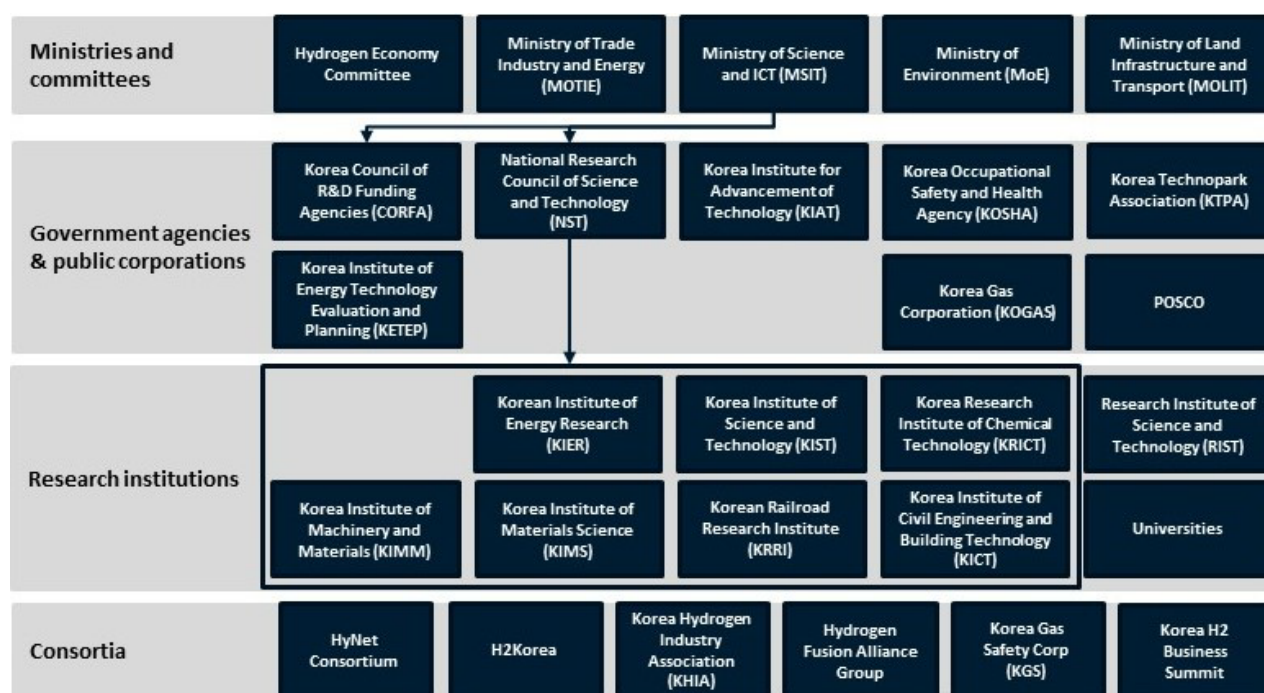 Ministries and
committees
Hydrogen Economy
Committee
Ministry of Trade
Industry and Energy
(MOTIE)
Ministry of Science
and ICT (MSIT)
Ministry of
Environment (MoE)
Ministry of Land
Infrastructure and
Transport (MOLIT)
Government agencies
& public corporations
Korea Council of
R&D Funding
Agencies (CORFA)
National Research
Council of Science
and Technology
(NST)
Korea Institute for
Advancement of
Technology (KIAT)
Korea Occupational
Safety and Health
Agency (KOSHA)
Korea Technopark
Association (KTPA)
Korea Institute of
Energy Technology
Evaluation and
Planning (KETEP)
Korea Gas
Corporation (KOGAS)
POSCO
Research institutions
Korean Institute of
Energy Research
(KIER)
Korea Institute of
Science and
Technology (KIST)
Korea Research
Institute of Chemical
Technology (KRICT)
Research Institute of
Science and
Technology (RIST)
Korea Institute of
Machinery and
Materials (KIMM)
Korea Institute of
Materials Science
(KIMS)
Korean Railroad
Research Institute
(KRRI)
Korea Institute of
Civil Engineering and
Building Technology
(KICT)
Universities
Consortia
HyNet
Consortium
H2Korea
Korea Hydrogen
Industry
Association
(KHIA)
Hydrogen
Fusion Alliance
Group
Korea Gas
Safety Corp
(KGS)
Korea H2
Business
Summit